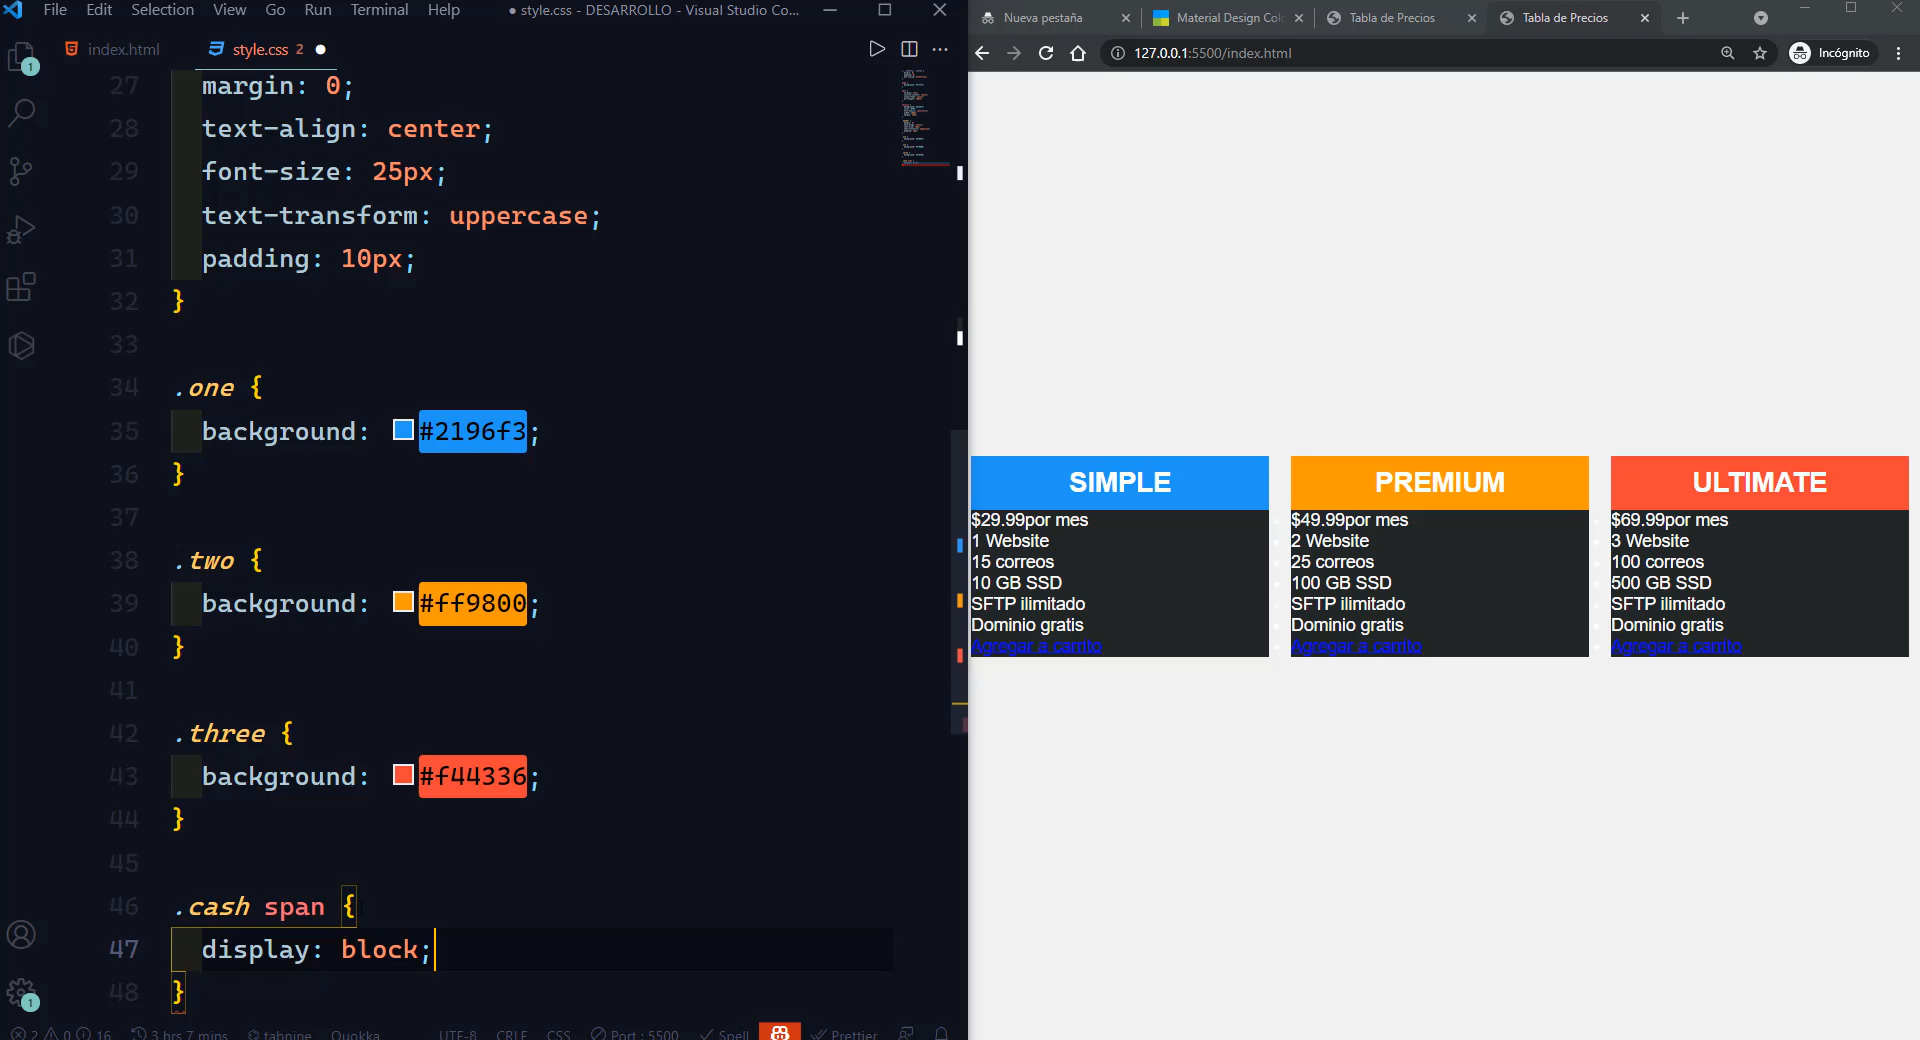 File Edit Selection View Go Run Terminal Help
● style.css - DESARROLLO - Visual Studio Co...
index.html
style.css 2
27 margin: 0;
28 text-align: center;
29 font-size: 25px;
30 text-transform: uppercase;
31 padding: 10px;
32 }
33
34 .one {
35 background: #2196f3;
36 }
37
38 .two {
39 background: #ff9800;
40 }
41
42 .three {
43 background: #f44336;
44 }
45
46 .cash span {
47 display: block;
48 }
1
1
2 0 16 3 hrs 7 mins tabnine Quokka UTF-8 CRLF CSS Port : 5500 Spell Prettier
Nueva pestaña
Material Design Colo
Tabla de Precios
Tabla de Precios
127.0.0.1:5500/index.html
Incógnito
SIMPLE
$29.99por mes
1 Website
15 correos
10 GB SSD
SFTP ilimitado
Dominio gratis
Agregar a carrito
PREMIUM
$49.99por mes
2 Website
25 correos
100 GB SSD
SFTP ilimitado
Dominio gratis
Agregar a carrito
ULTIMATE
$69.99por mes
3 Website
100 correos
500 GB SSD
SFTP ilimitado
Dominio gratis
Agregar a carrito